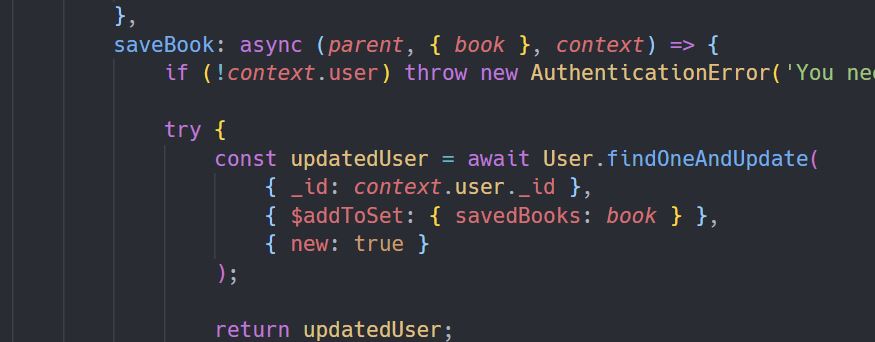 },
saveBook: async (parent, { book }, context) => {
if (!context.user) throw new AuthenticationError('You
try {
const updatedUser = await User.findOneAndUpdate(
{ _id: context.user._id },
{ $addToSet: { savedBooks: book } },
{ new: true }
);
return updatedUser;